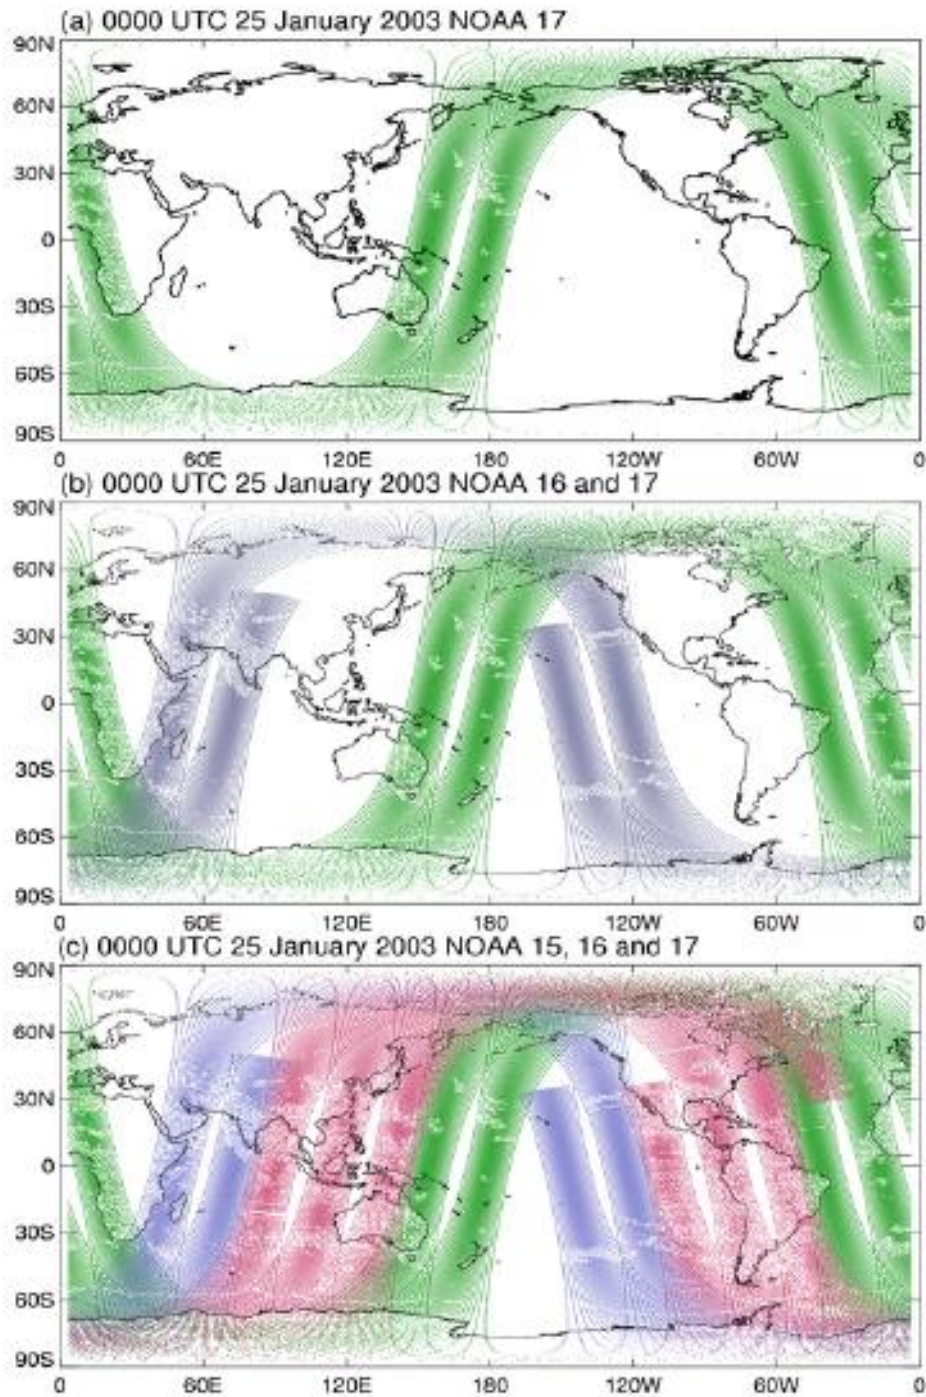 (a) 0000 UTC 25 January 2003 NOAA 17
90N
60N
30N
0
30S
60S
90S
0 60E 120E 180 120W 60W 0
(b) 0000 UTC 25 January 2003 NOAA 16 and 17
90N
60N
30N
0
30S
60S
90S
0 60E 120E 180 120W 60W 0
(c) 0000 UTC 25 January 2003 NOAA 15, 16 and 17
90N
60N
30N
0
30S
60S
90S
0 60E 120E 180 120W 60W 0